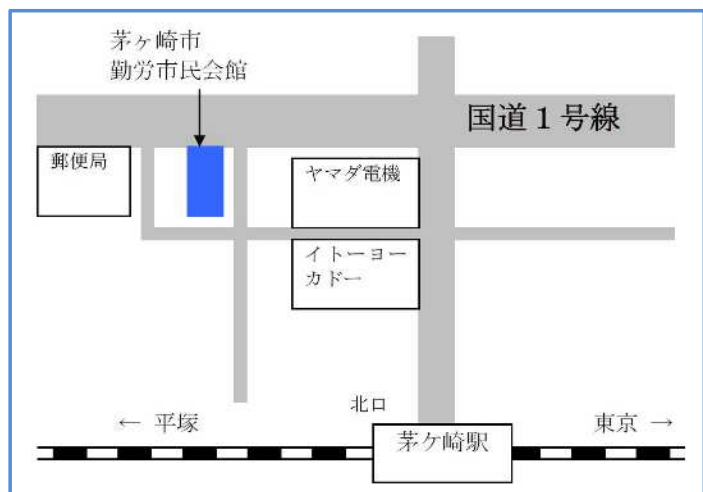 茅ヶ崎市
勤労市民会館
国道１号線
郵便局
ヤマダ電機
イトーヨー
カドー
北口
← 平塚
東京 →
茅ケ崎駅